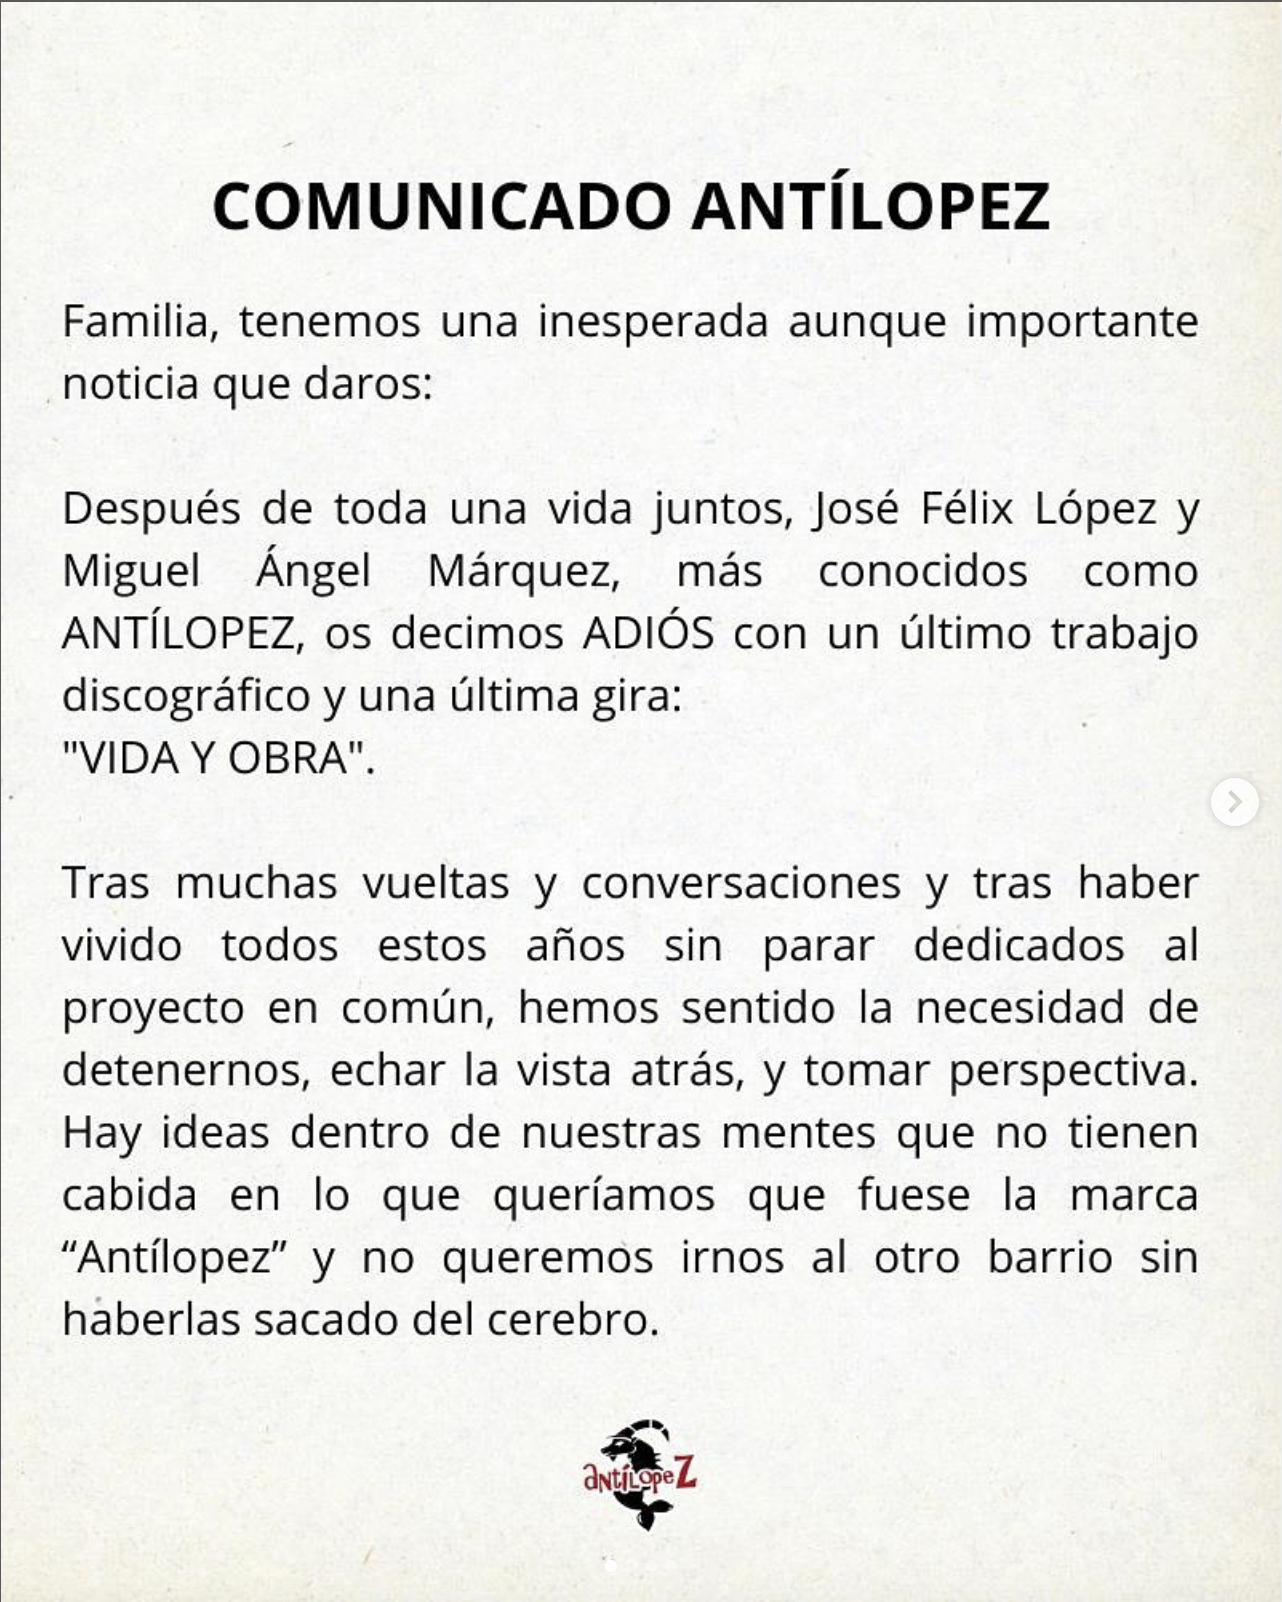 COMUNICADO ANTÍLOPEZ
Familia, tenemos una inesperada aunque importante
noticia que daros:
Después de toda una vida juntos, José Félix López y
Miguel Ángel Márquez, más conocidos como
ANTÍLOPEZ, os decimos ADIÓS con un último trabajo
discográfico y una última gira:
"VIDA Y OBRA".
Tras muchas vueltas y conversaciones y tras haber
vivido todos estos años sin parar dedicados al
proyecto en común, hemos sentido la necesidad de
detenernos, echar la vista atrás, y tomar perspectiva.
Hay ideas dentro de nuestras mentes que no tienen
cabida en lo que queríamos que fuese la marca
“Antílopez” y no queremos irnos al otro barrio sin
haberlas sacado del cerebro.
antíLopeZ